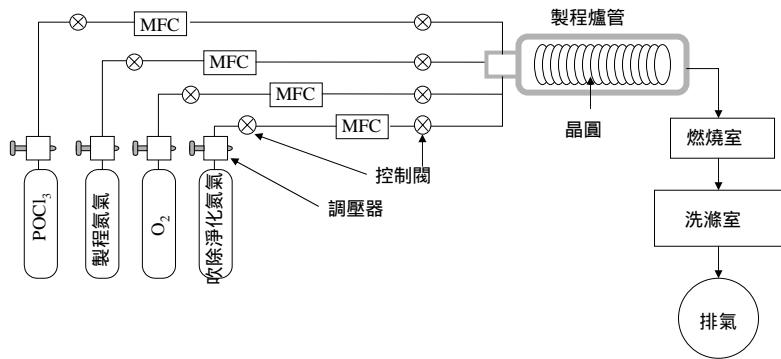 製程爐管
MFC
MFC
MFC
MFC
晶圓
控制閥
調壓器
POCl₃
製程氮氣
O₂
吹除淨化氮氣
燃燒室
洗滌室
排氣